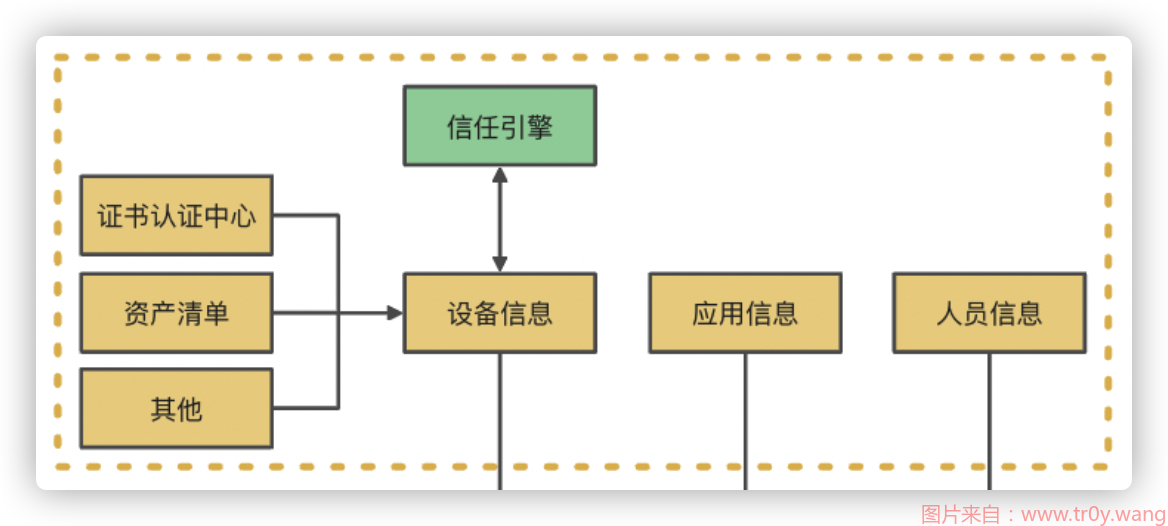 信任引擎
证书认证中心
资产清单
设备信息
应用信息
人员信息
其他
图片来自：www.tr0y.wang